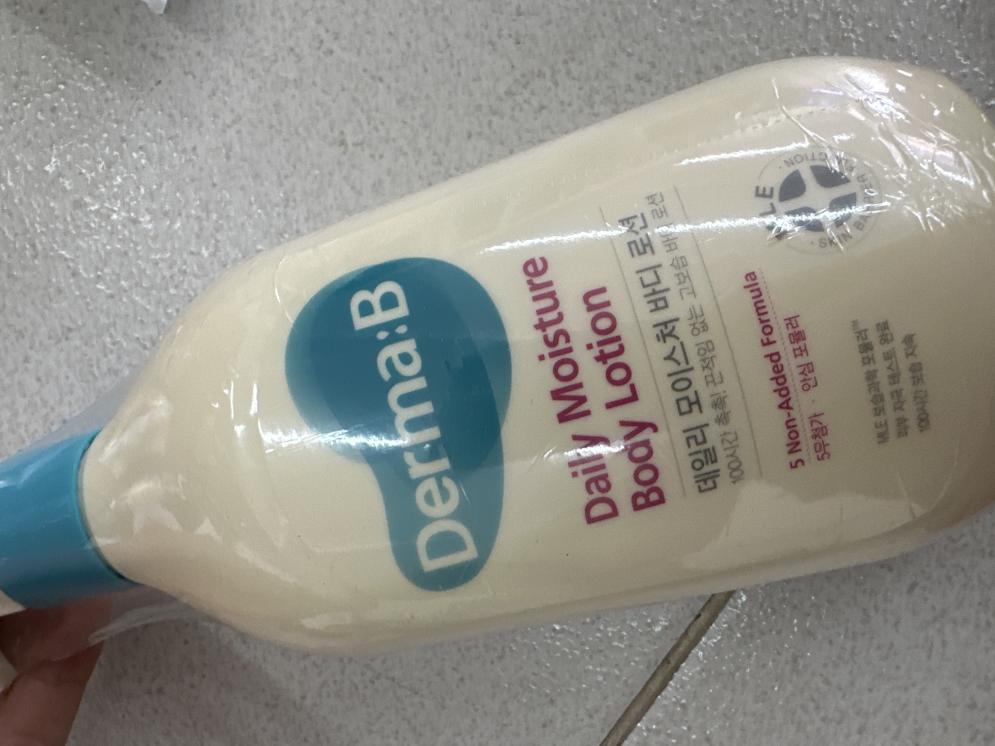 Derma:B
Daily Moisture
Body Lotion
데일리 모이스처 바디 로션
100시간 촉촉! 끈적임 없는 고보습 바디 로션
5 Non-Added Formula
5무첨가 · 안심 포뮬러
MLE 보습과학 포뮬러™
피부 자극 테스트 완료
100시간 보습 지속
SKIN